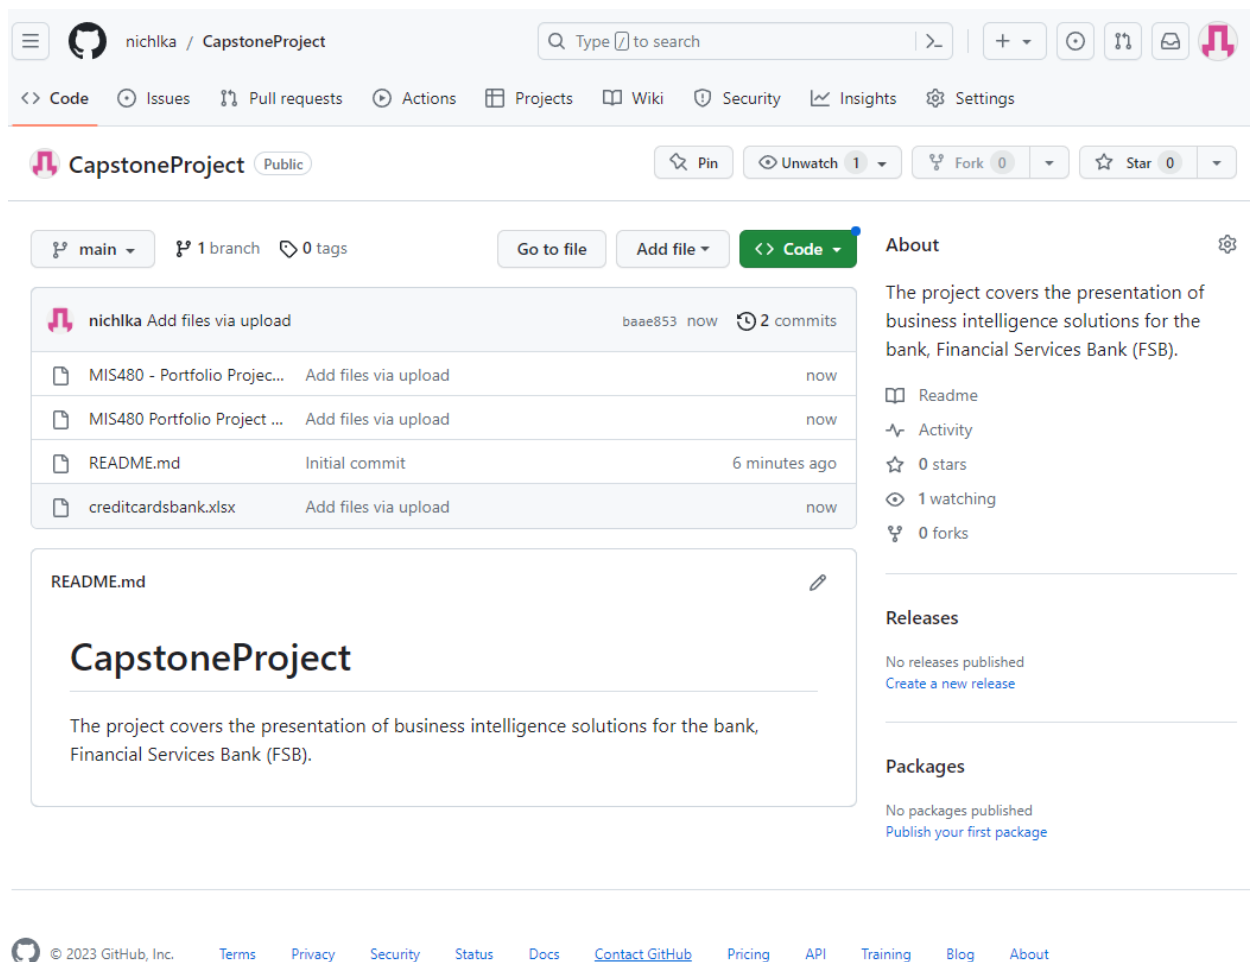 nichlka / CapstoneProject
Type / to search
Code Issues Pull requests Actions Projects Wiki Security Insights Settings
CapstoneProject Public
Pin Unwatch 1 Fork 0 Star 0
main 1 branch 0 tags Go to file Add file <> Code
nichlka Add files via upload baae853 now 2 commits
MIS480 - Portfolio Projec... Add files via upload now
MIS480 Portfolio Project ... Add files via upload now
README.md Initial commit 6 minutes ago
creditcardsbank.xlsx Add files via upload now
README.md
CapstoneProject
The project covers the presentation of business intelligence solutions for the bank,
Financial Services Bank (FSB).
About
The project covers the presentation of
business intelligence solutions for the
bank, Financial Services Bank (FSB).
Readme
Activity
0 stars
1 watching
0 forks
Releases
No releases published
Create a new release
Packages
No packages published
Publish your first package
© 2023 GitHub, Inc. Terms Privacy Security Status Docs Contact GitHub Pricing API Training Blog About